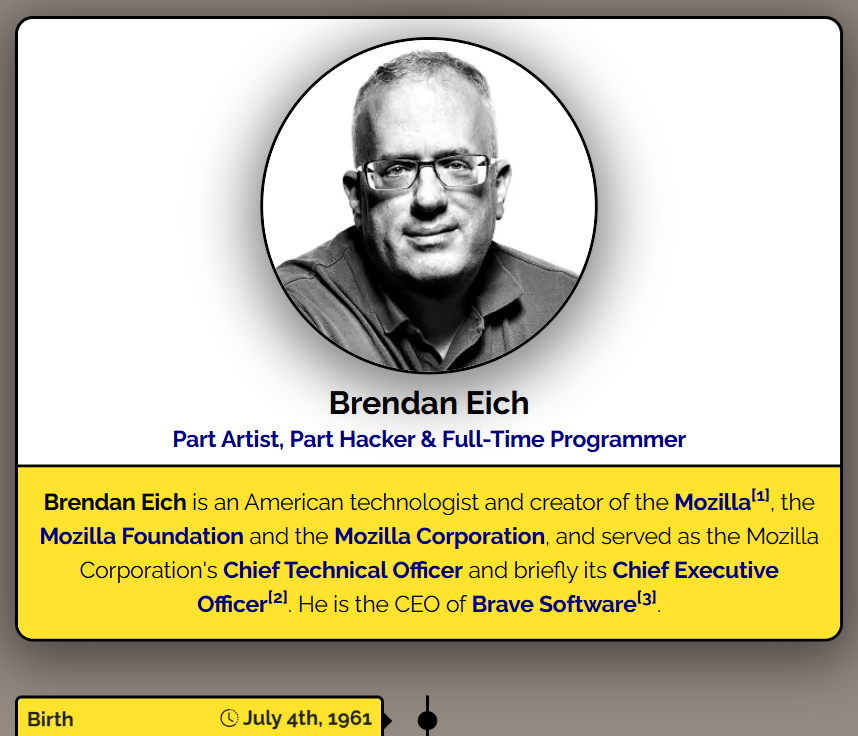 Brendan Eich
Part Artist, Part Hacker & Full-Time Programmer
Brendan Eich is an American technologist and creator of the Mozilla[1], the
Mozilla Foundation and the Mozilla Corporation, and served as the Mozilla
Corporation's Chief Technical Officer and briefly its Chief Executive
Officer[2]. He is the CEO of Brave Software[3].
Birth July 4th, 1961